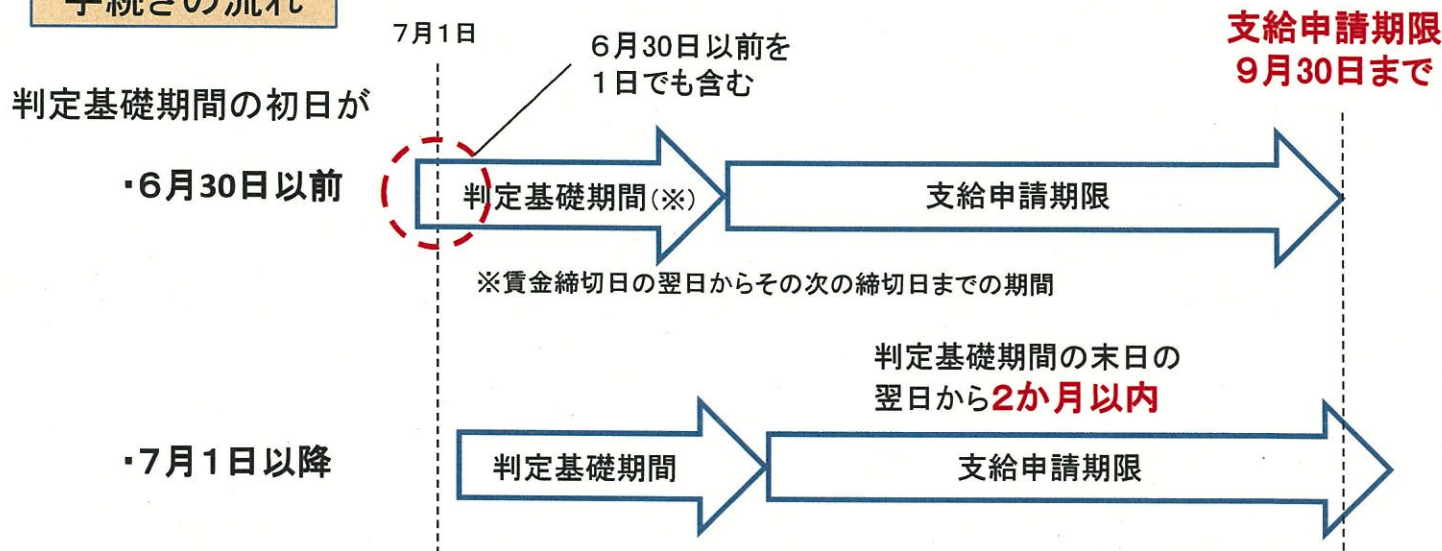 手続きの流れ
7月1日
6月30日以前を
1日でも含む
支給申請期限
9月30日まで
判定基礎期間の初日が
・6月30日以前
判定基礎期間(※)
支給申請期限
※賃金締切日の翌日からその次の締切日までの期間
判定基礎期間の末日の
翌日から2か月以内
・7月1日以降
判定基礎期間
支給申請期限